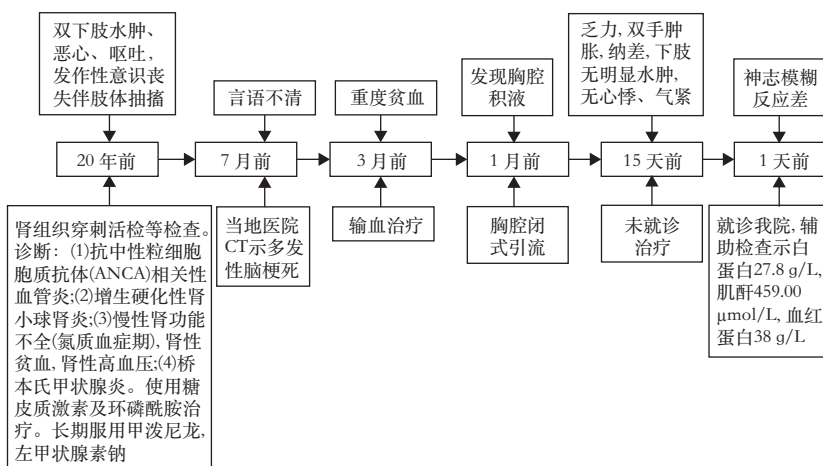 双下肢水肿、
恶心、呕吐,
发作性意识丧
失伴肢体抽搐
言语不清
重度贫血
发现胸腔
积液
乏力, 双手肿
胀, 纳差, 下肢
无明显水肿,
无心悸、气紧
神志模糊
反应差
20 年前
7 月前
3 月前
1 月前
15 天前
1 天前
肾组织穿刺活检等检查。
诊断: (1)抗中性粒细胞
胞质抗体(ANCA)相关性
血管炎;(2)增生硬化性肾
小球肾炎;(3)慢性肾功能
不全(氮质血症期), 肾性
贫血, 肾性高血压;(4)桥
本氏甲状腺炎。使用糖
皮质激素及环磷酰胺治
疗。长期服用甲泼尼龙,
左甲状腺素钠
当地医院
CT示多发
性脑梗死
输血治疗
胸腔闭
式引流
未就诊
治疗
就诊我院, 辅
助检查示白
蛋白27.8 g/L,
肌酐459.00
μmol/L, 血红
蛋白38 g/L